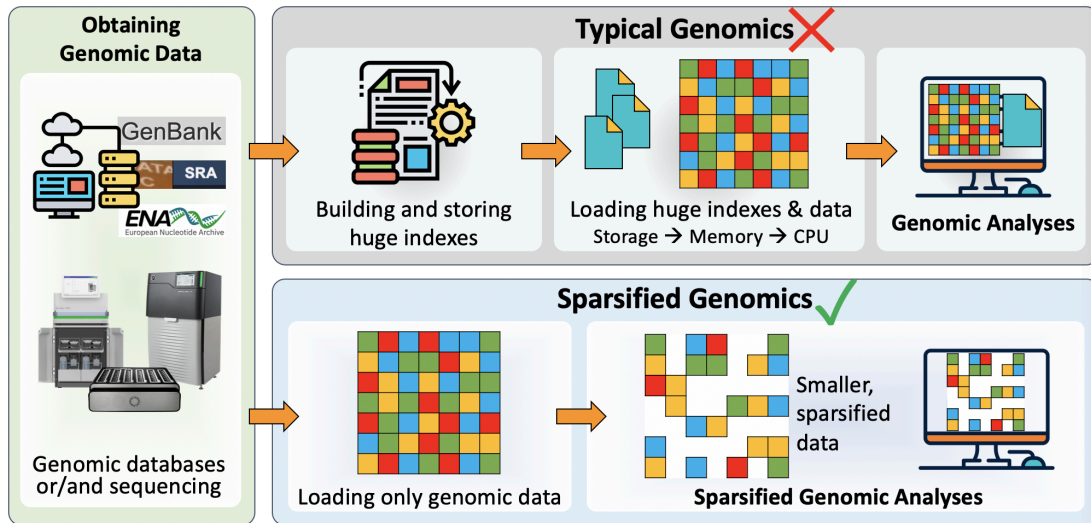 Obtaining
Genomic Data
GenBank
SRA
ENA
European Nucleotide Archive
Genomic databases
or/and sequencing
Typical Genomics
Building and storing
huge indexes
Loading huge indexes & data
Storage → Memory → CPU
Genomic Analyses
Sparsified Genomics
Loading only genomic data
Smaller,
sparsified
data
Sparsified Genomic Analyses